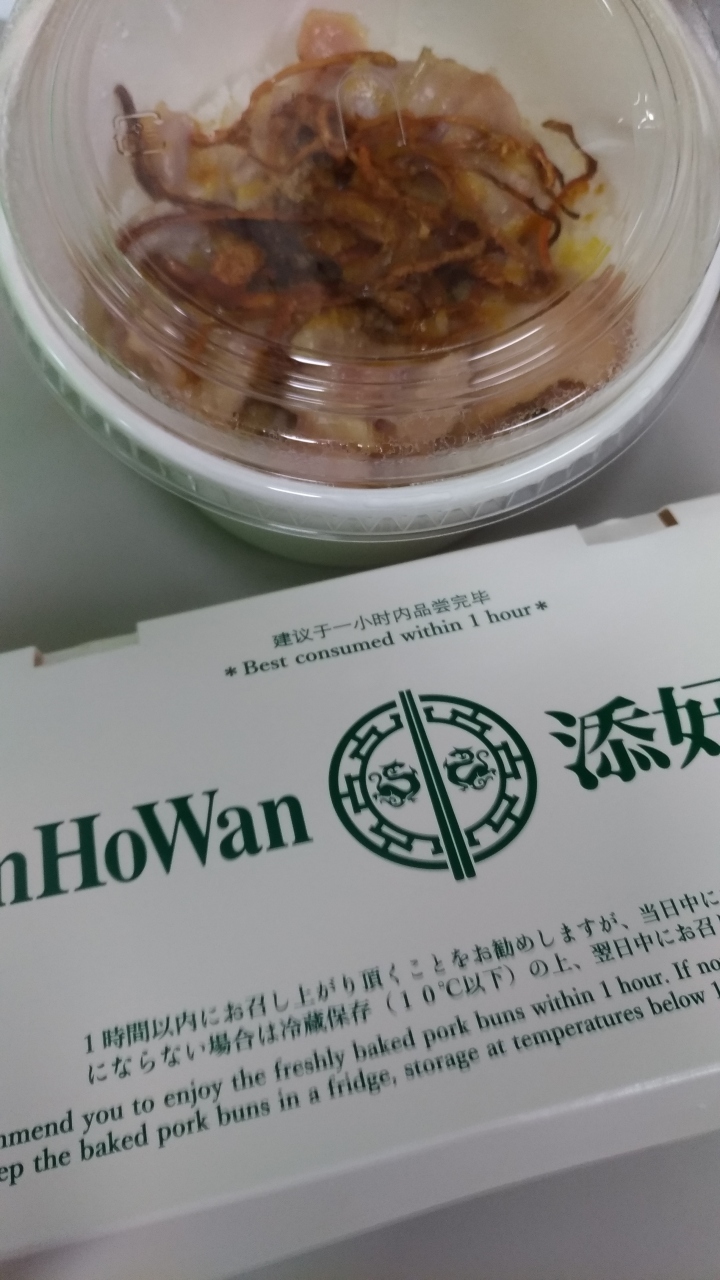 建议于一小时内品尝完毕
*Best consumed within 1 hour*
nHoWan
添好
1時間以内にお召し上がり頂くことをお勧めしますが、当日中に
にならない場合は冷蔵保存（１０℃以下）の上、翌日中にお召
mmend you to enjoy the freshly baked pork buns within 1 hour. If no
ep the baked pork buns in a fridge, storage at temperatures below 1